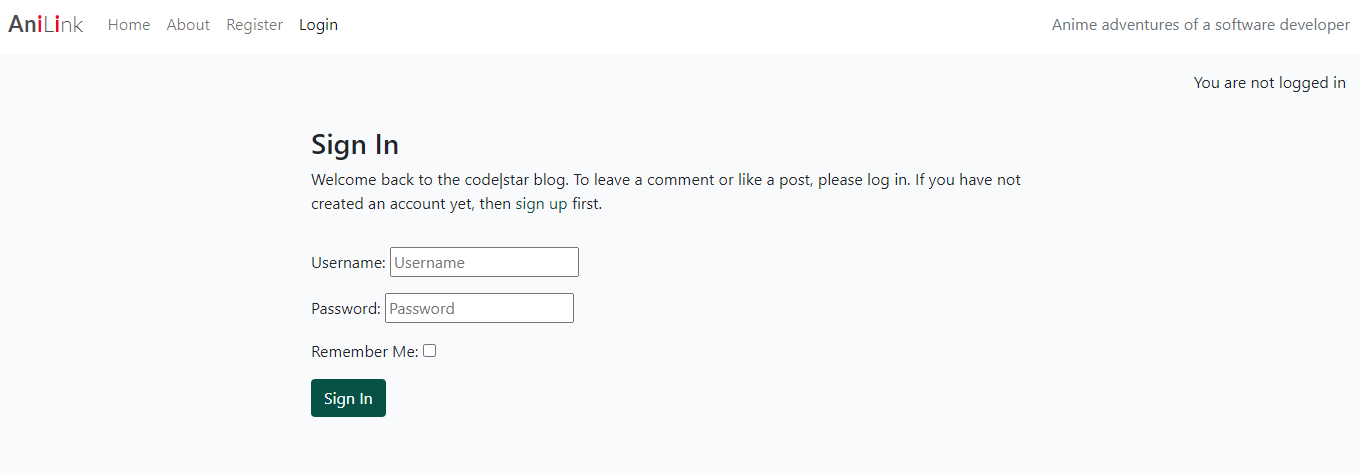 AniLink Home About Register Login Anime adventures of a software developer
You are not logged in
Sign In
Welcome back to the code|star blog. To leave a comment or like a post, please log in. If you have not
created an account yet, then sign up first.
Username: Username
Password: Password
Remember Me:
Sign In